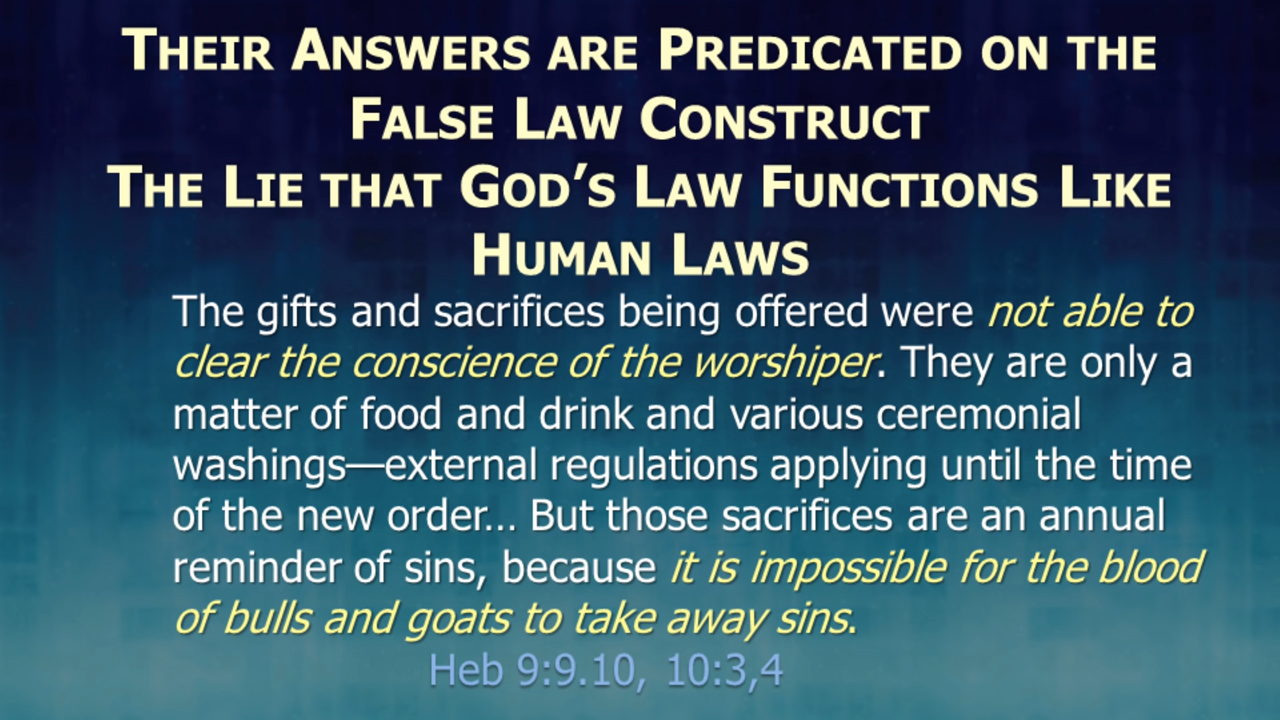 THEIR ANSWERS ARE PREDICATED ON THE
FALSE LAW CONSTRUCT
THE LIE THAT GOD’S LAW FUNCTIONS LIKE
HUMAN LAWS
The gifts and sacrifices being offered were not able to
clear the conscience of the worshiper. They are only a
matter of food and drink and various ceremonial
washings—external regulations applying until the time
of the new order… But those sacrifices are an annual
reminder of sins, because it is impossible for the blood
of bulls and goats to take away sins.
Heb 9:9.10, 10:3,4